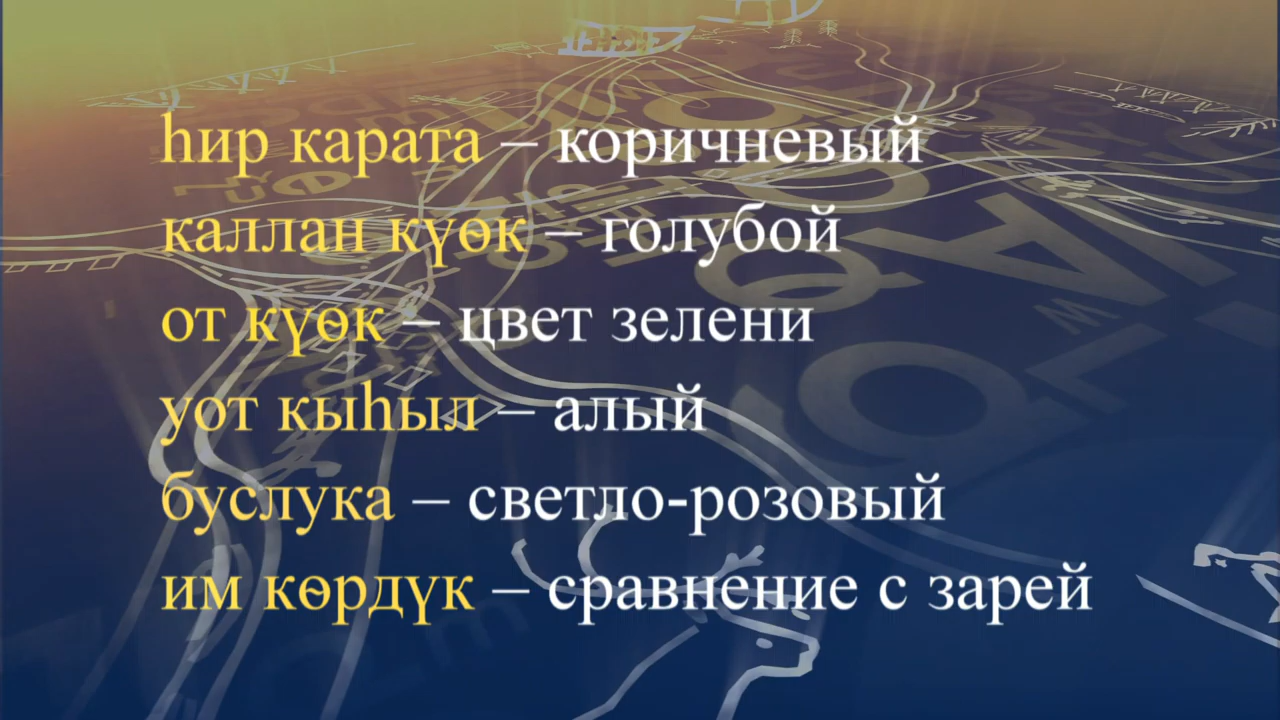 һир карата – коричневый
каллан күөк – голубой
от күөк – цвет зелени
уот кыһыл – алый
буслука – светло-розовый
им көрдүк – сравнение с зарей